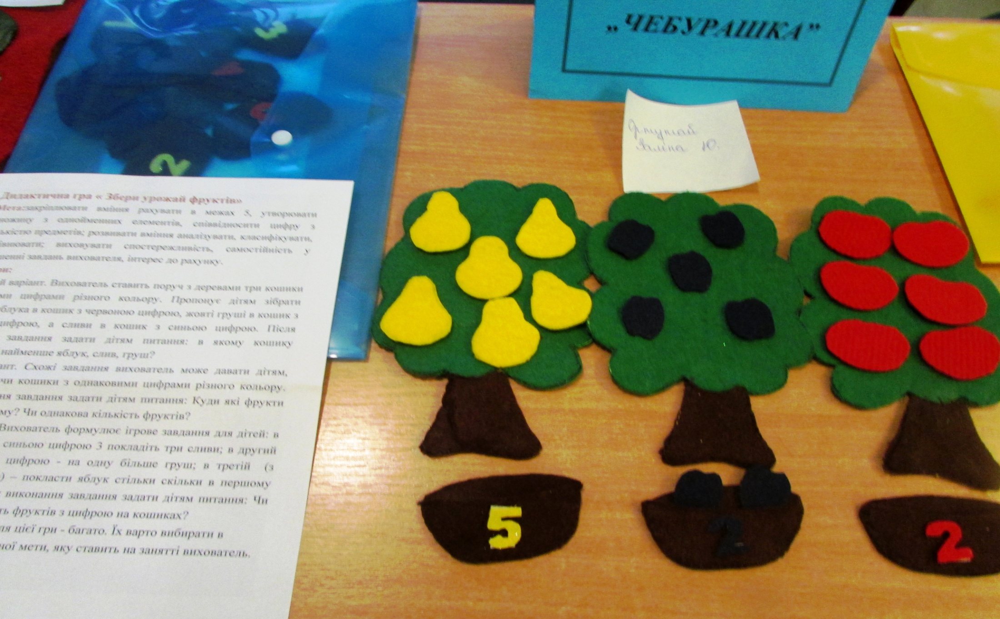 „ЧЕБУРАШКА”
Дидактична гра « Збери урожай фруктів»
Мета:закріплювати вміння рахувати в межах 5, утворювати
з однойменних елементів, співвідносити цифру з
предметів; розвивати вміння аналізувати, класифікувати,
виховувати спостережливість, самостійність у
завдань вихователя, інтерес до рахунку.
варіант. Вихователь ставить поруч з деревами три кошики
цифрами різного кольору. Пропонує дітям зібрати
в кошик з червоною цифрою, жовті груші в кошик з
цифрою, а сливи в кошик з синьою цифрою. Після
завдання задати дітям питання: в якому кошику
найменше яблук, слив, груш?
Схожі завдання вихователь може давати дітям,
кошики з однаковими цифрами різного кольору.
завдання задати дітям питання: Куди які фрукти
Чи однакова кількість фруктів?
Вихователь формулює ігрове завдання для дітей: в
синьою цифрою 3 покладіть три сливи; в другий
цифрою - на одну більше груш; в третій (з
) – покласти яблук стільки скільки в першому
виконання завдання задати дітям питання: Чи
фруктів з цифрою на кошиках?
цієї гри - багато. Їх варто вибирати в
мети, яку ставить на занятті вихователь.
3
2
5
2
2